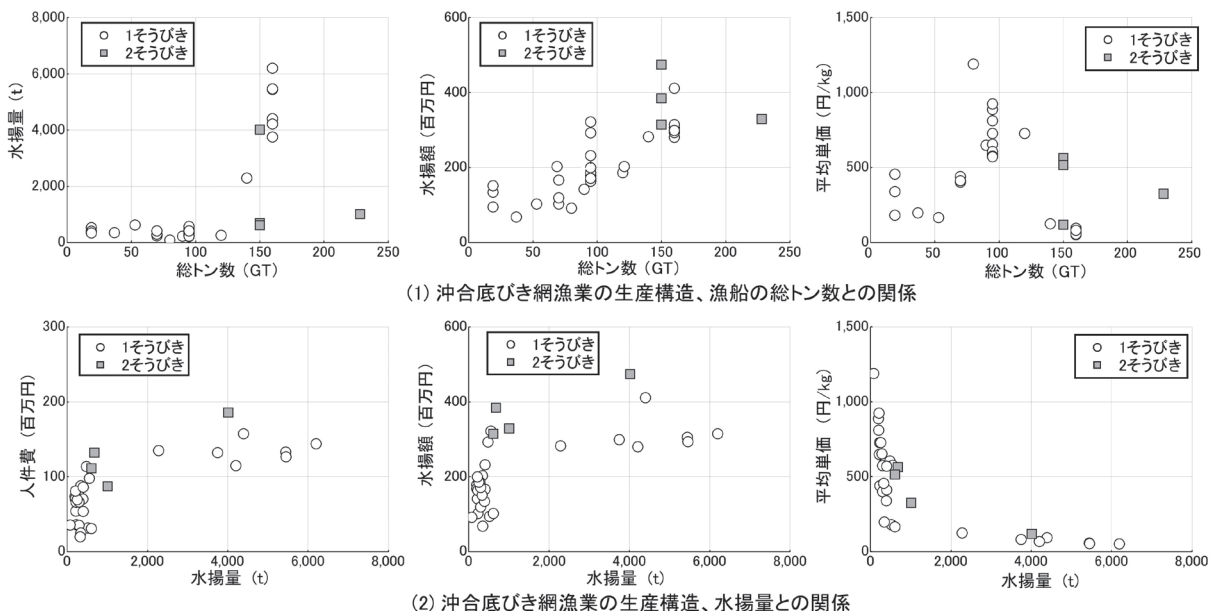 8,000
6,000
4,000
2,000
0
水揚量 (t)
1そうびき
2そうびき
0 50 100 150 200 250
総トン数 (GT)
600
400
200
0
水揚額 (百万円)
1そうびき
2そうびき
0 50 100 150 200 250
総トン数 (GT)
1,500
1,000
500
0
平均単価 (円/kg)
1そうびき
2そうびき
0 50 100 150 200 250
総トン数 (GT)
(1) 沖合底びき網漁業の生産構造、漁船の総トン数との関係
300
200
100
0
人件費 (百万円)
1そうびき
2そうびき
0 2,000 4,000 6,000 8,000
水揚量 (t)
600
400
200
0
水揚額 (百万円)
1そうびき
2そうびき
0 2,000 4,000 6,000 8,000
水揚量 (t)
1,500
1,000
500
0
平均単価 (円/kg)
1そうびき
2そうびき
0 2,000 4,000 6,000 8,000
水揚量 (t)
(2) 沖合底びき網漁業の生産構造、水揚量との関係